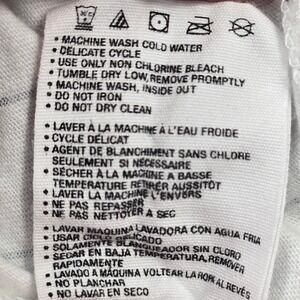 30°C
• MACHINE WASH COLD WATER
• DELICATE CYCLE
• USE ONLY NON CHLORINE BLEACH
• TUMBLE DRY LOW, REMOVE PROMPTLY
• MACHINE WASH, INSIDE OUT
• DO NOT IRON
• DO NOT DRY CLEAN
• LAVER À LA MACHINE À L'EAU FROIDE
• CYCLE DÉLICAT
• AGENT DE BLANCHIMENT SANS CHLORE
SEULEMENT SI NÉCESSAIRE
• SÉCHER À LA MACHINE A BASSE
TEMPERATURE RETIRER AUSSITÔT
• LAVER LA MACHINE L'ENVERS
• NE PAS REPASSER
• NE PAS NETTOYER A SEC
• LAVAR MAQUINA LAVADORA CON AGUA FRIA
• USAR CICLO DELICADO
• SOLAMENTE BLANQUEADOR SIN CLORO
• SECAR EN BAJA TEMPERATURA, REMOVER
RAPIDAMENTE
• LAVADO A MÁQUINA VOLTEAR LA ROPA AL REVÉS
• NO PLANCHAR
• NO LAVAR EN SECO